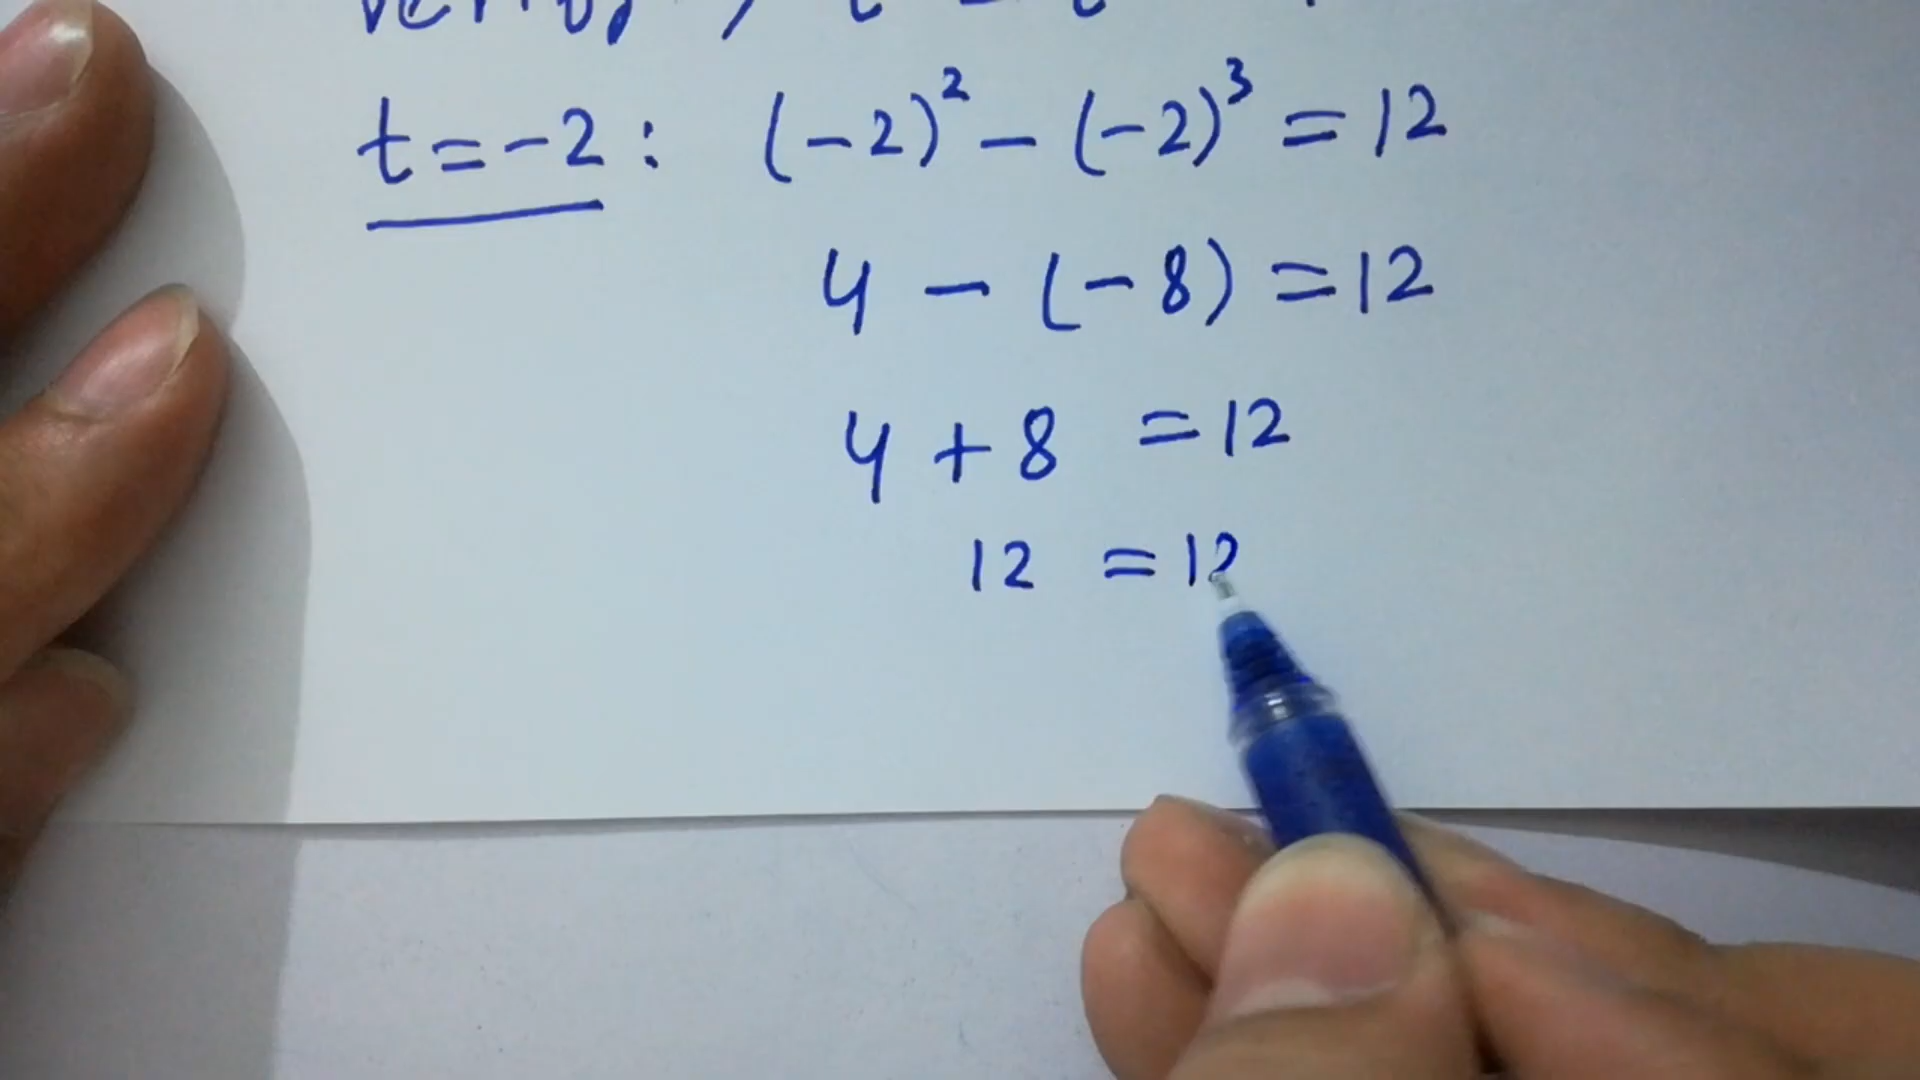 t = -2 : (-2)² - (-2)³ = 12
4 - (-8) = 12
4 + 8 = 12
12 = 12